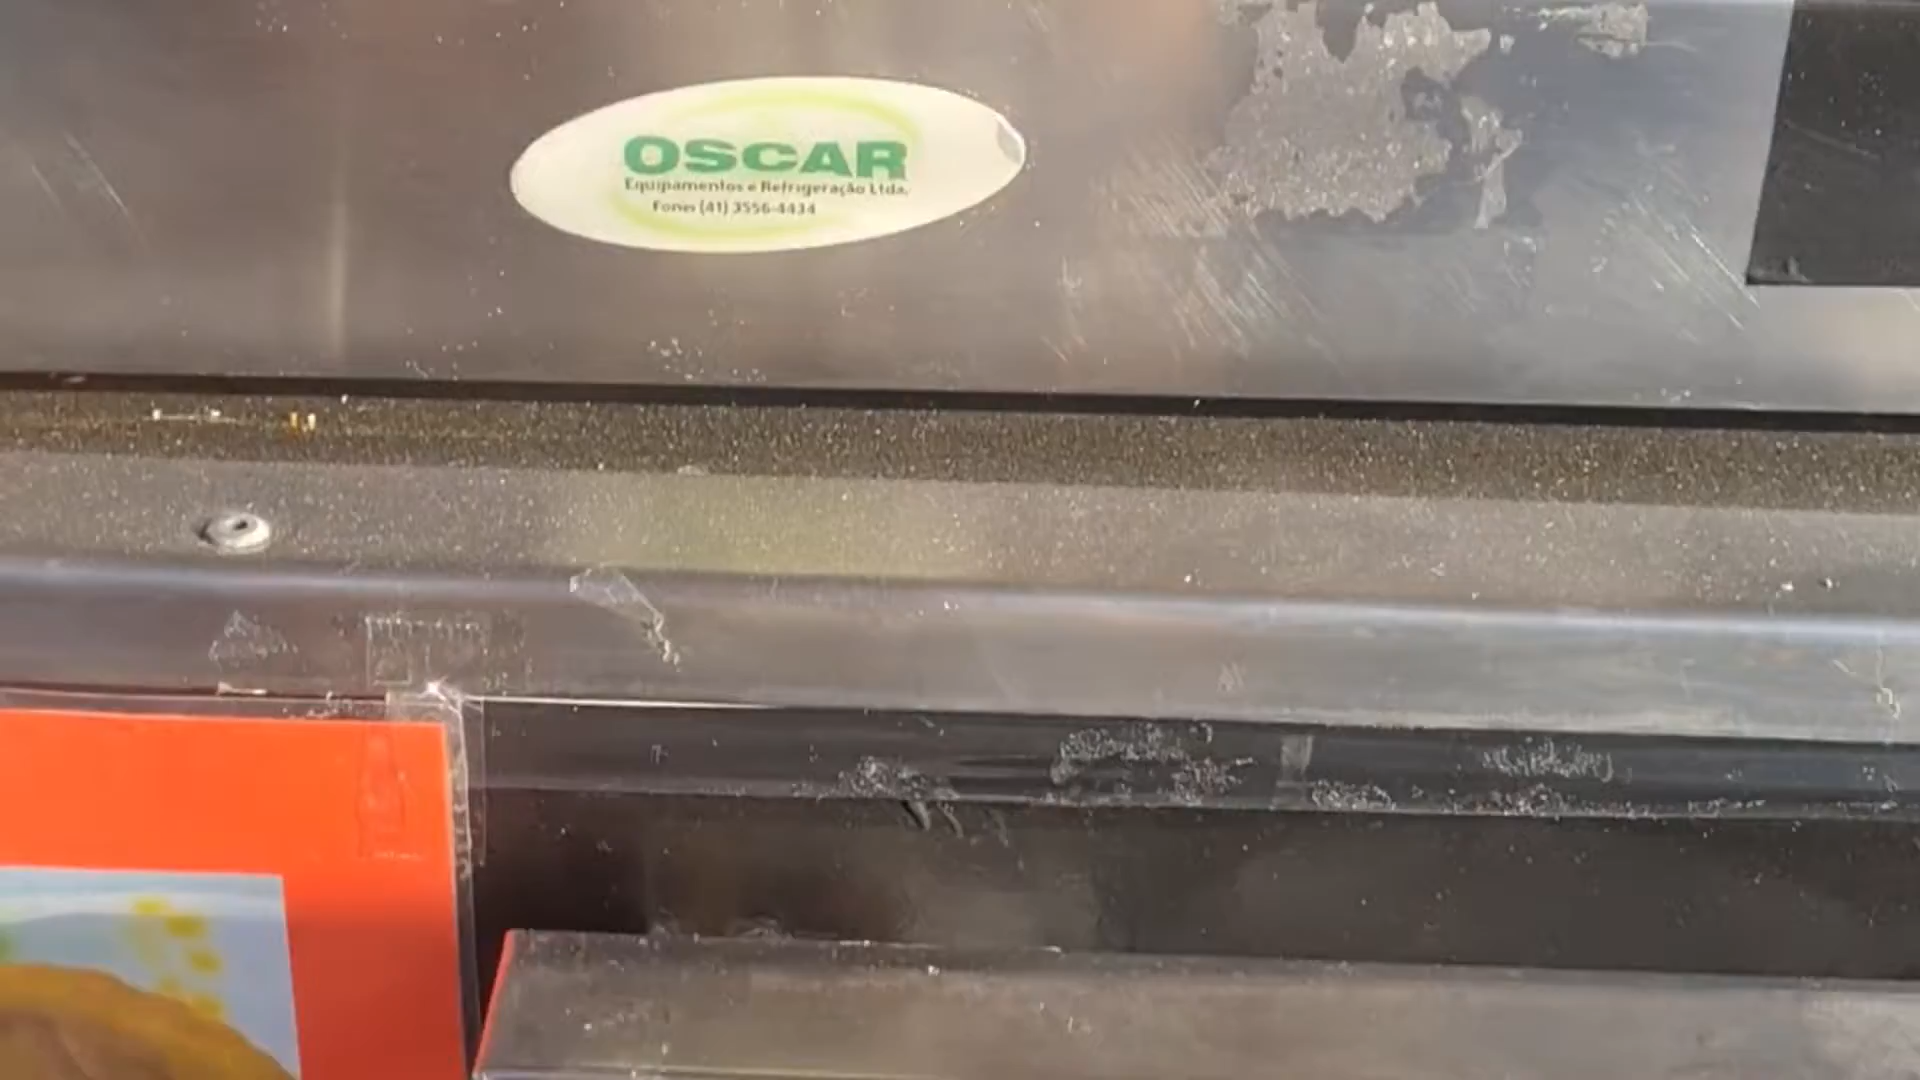 OSCAR
Equipamentos e Refrigeração Ltda.
Fone: (41) 3556-4434